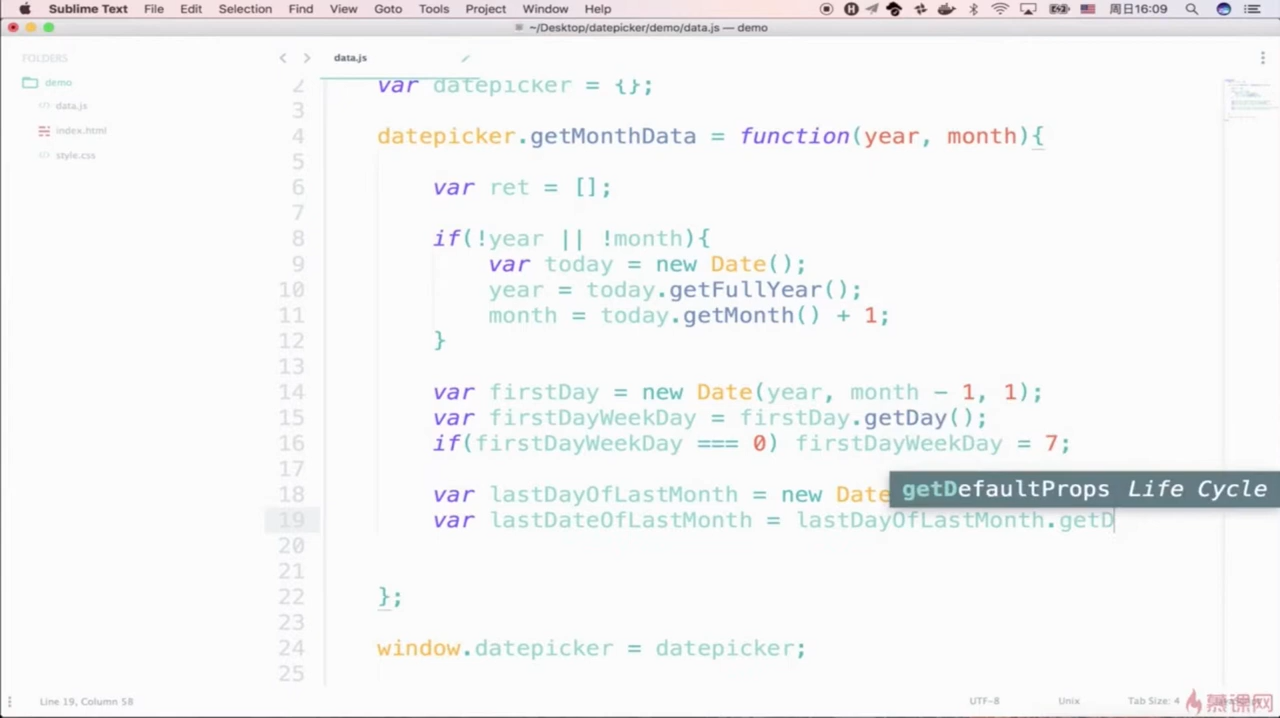 Sublime Text File Edit Selection Find View Goto Tools Project Window Help 周日16:09
~/Desktop/datepicker/demo/data.js — demo
FOLDERS
demo
data.js
index.html
style.css
data.js
2 var datepicker = {};
3
4 datepicker.getMonthData = function(year, month){
5
6 var ret = [];
7
8 if(!year || !month){
9 var today = new Date();
10 year = today.getFullYear();
11 month = today.getMonth() + 1;
12 }
13
14 var firstDay = new Date(year, month - 1, 1);
15 var firstDayWeekDay = firstDay.getDay();
16 if(firstDayWeekDay === 0) firstDayWeekDay = 7;
17
18 var lastDayOfLastMonth = new Date
getDefaultProps Life Cycle
19 var lastDateOfLastMonth = lastDayOfLastMonth.getD
20
21
22 };
23
24 window.datepicker = datepicker;
25
Line 19, Column 58 UTF-8 Unix Tab Size: 4
慕课网